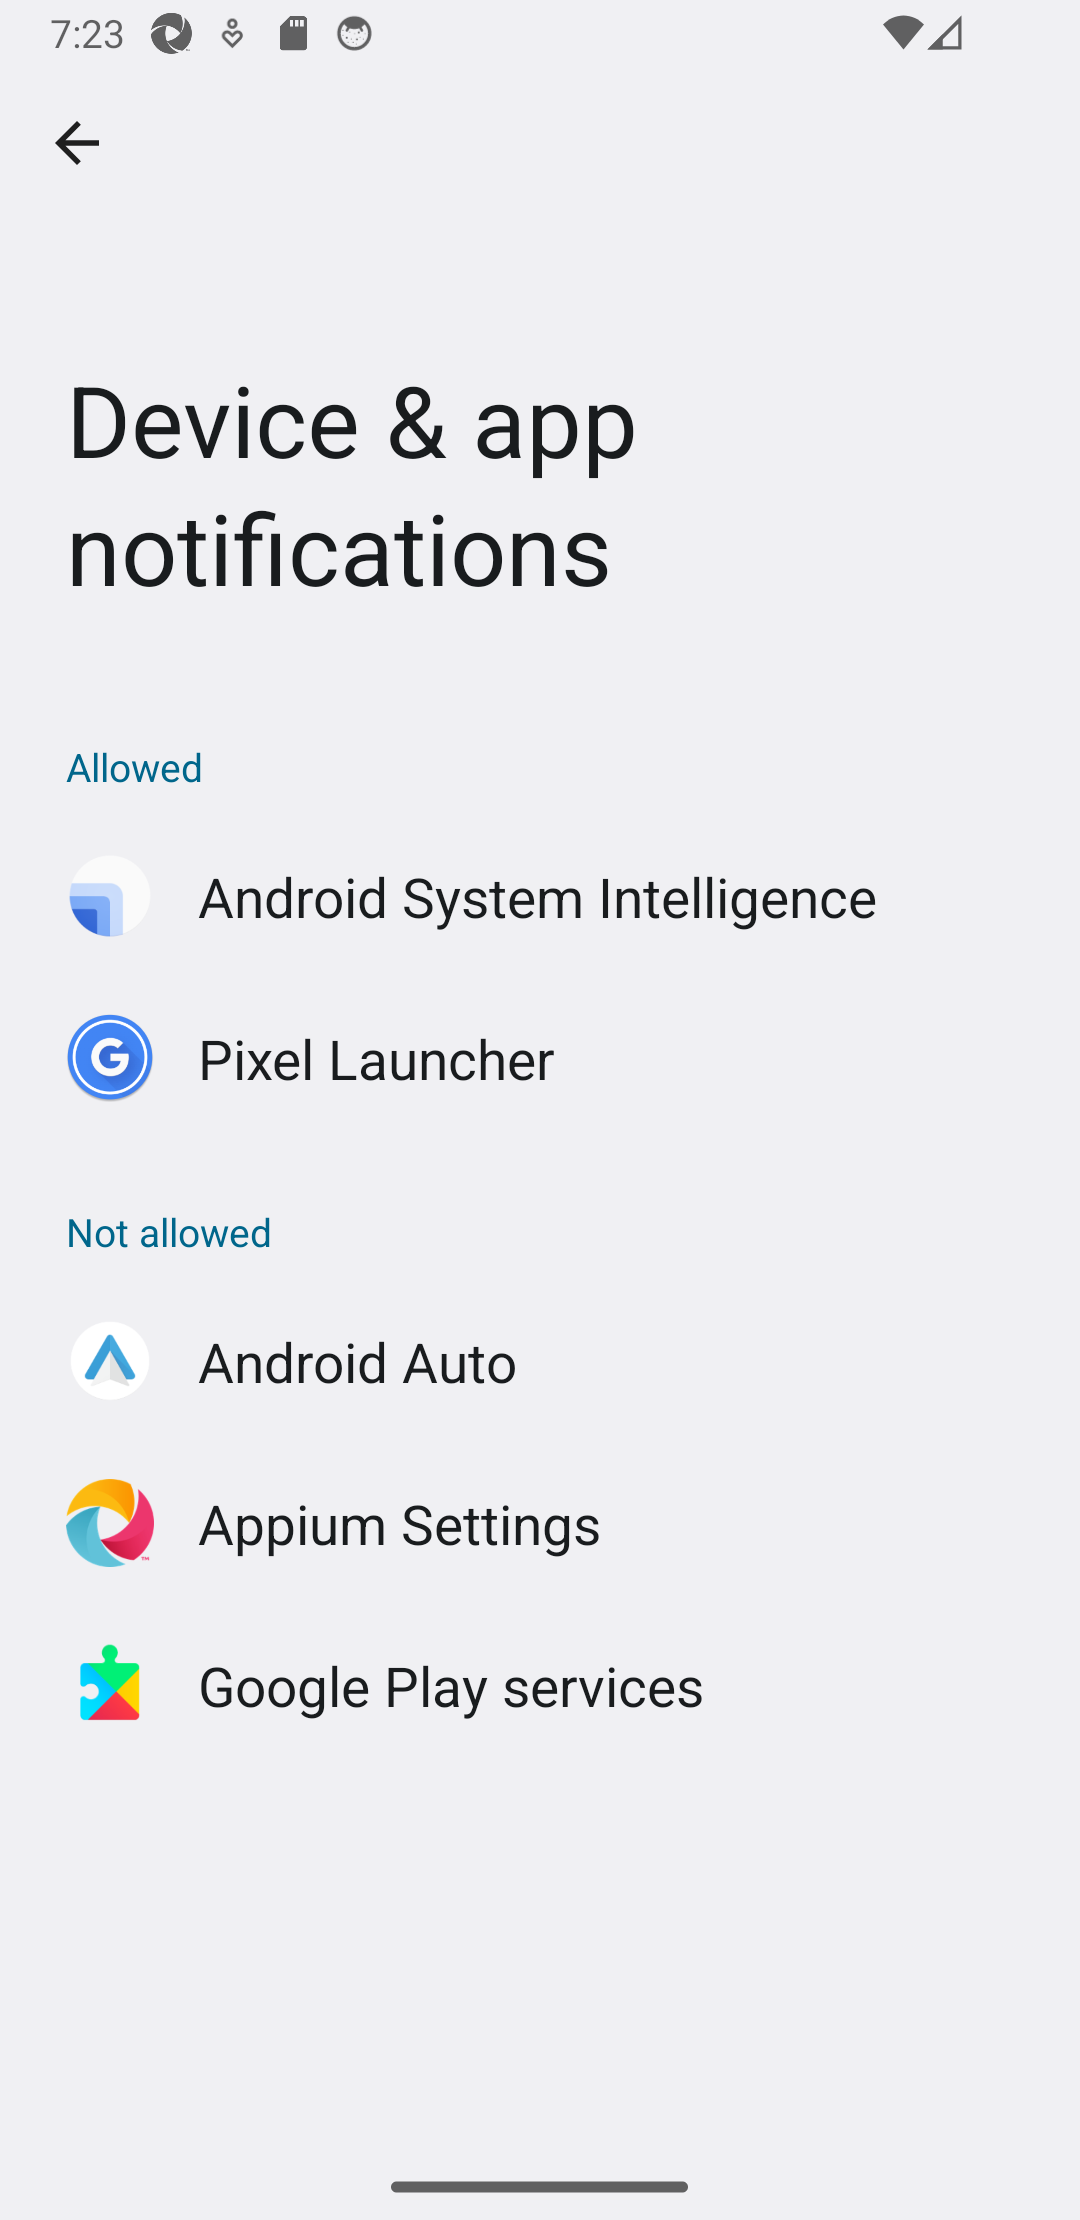 7:23
Device & app
notifications
Allowed
Android System Intelligence
Pixel Launcher
Not allowed
Android Auto
Appium Settings
Google Play services